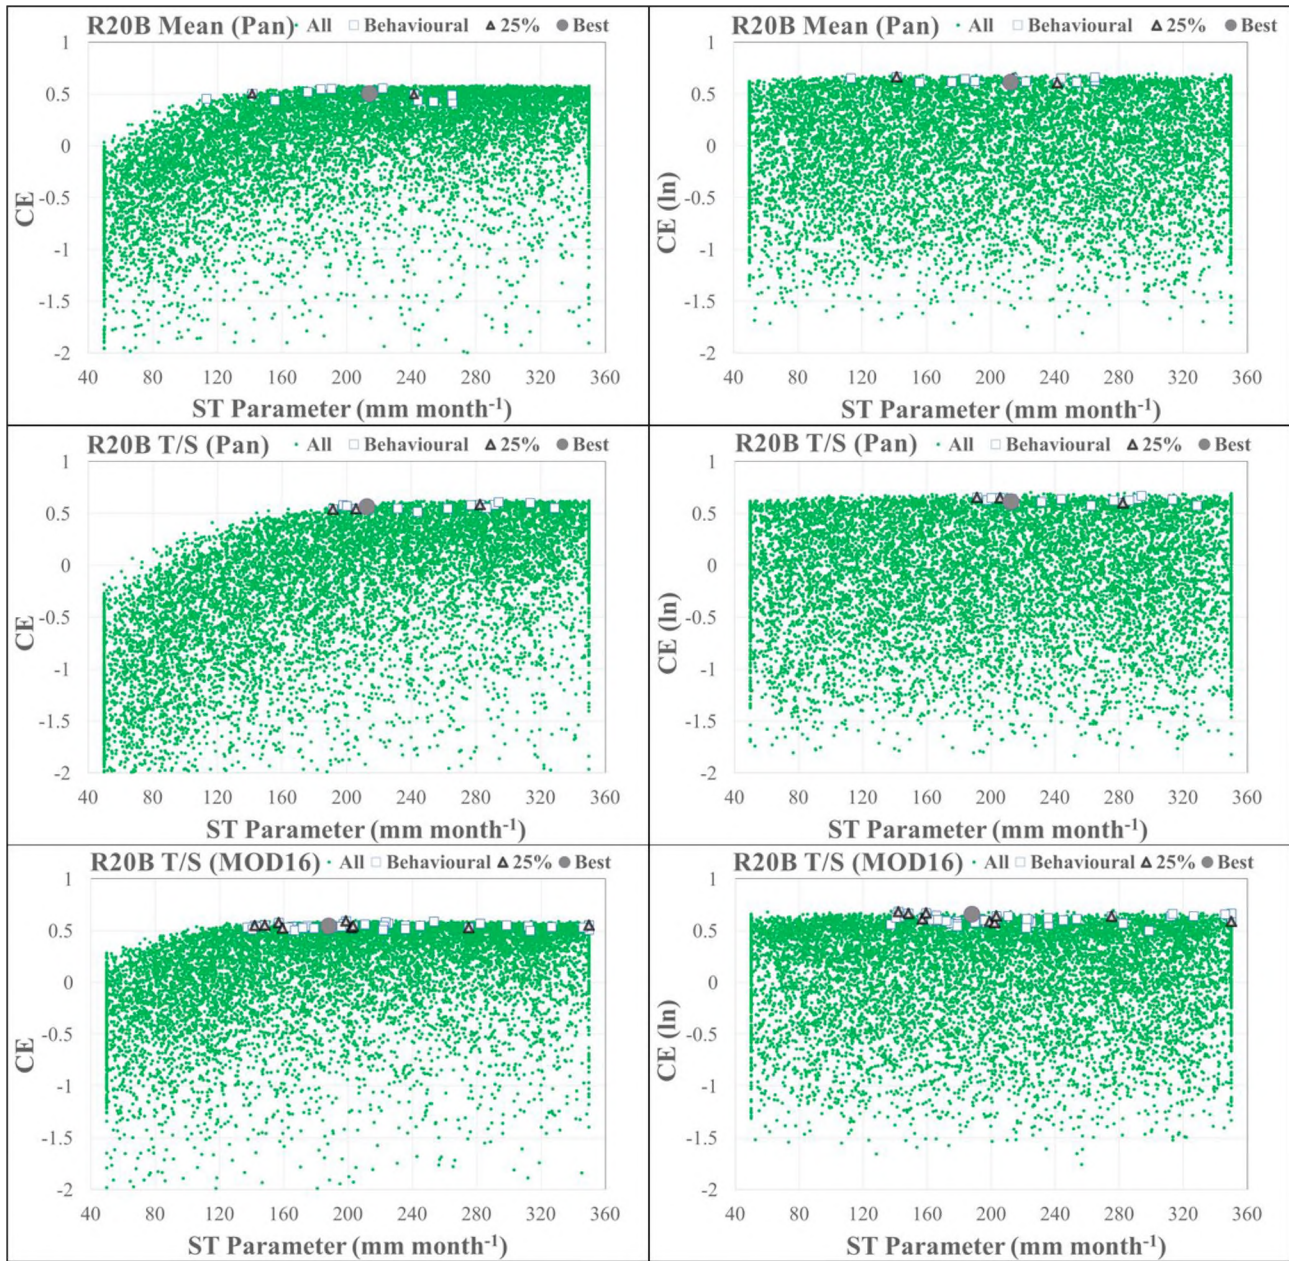 R20B Mean (Pan) All Behavioural 25% Best
1
0.5
0
-0.5
-1
-1.5
-2
CE
40 80 120 160 200 240 280 320 360
ST Parameter (mm month-1)
R20B Mean (Pan) All Behavioural 25% Best
1
0.5
0
-0.5
-1
-1.5
-2
CE (ln)
40 80 120 160 200 240 280 320 360
ST Parameter (mm month-1)
R20B T/S (Pan) All Behavioural 25% Best
1
0.5
0
-0.5
-1
-1.5
-2
CE
40 80 120 160 200 240 280 320 360
ST Parameter (mm month-1)
R20B T/S (Pan) All Behavioural 25% Best
1
0.5
0
-0.5
-1
-1.5
-2
CE (ln)
40 80 120 160 200 240 280 320 360
ST Parameter (mm month-1)
R20B T/S (MOD16) All Behavioural 25% Best
1
0.5
0
-0.5
-1
-1.5
-2
CE
40 80 120 160 200 240 280 320 360
ST Parameter (mm month-1)
R20B T/S (MOD16) All Behavioural 25% Best
1
0.5
0
-0.5
-1
-1.5
-2
CE (ln)
40 80 120 160 200 240 280 320 360
ST Parameter (mm month-1)